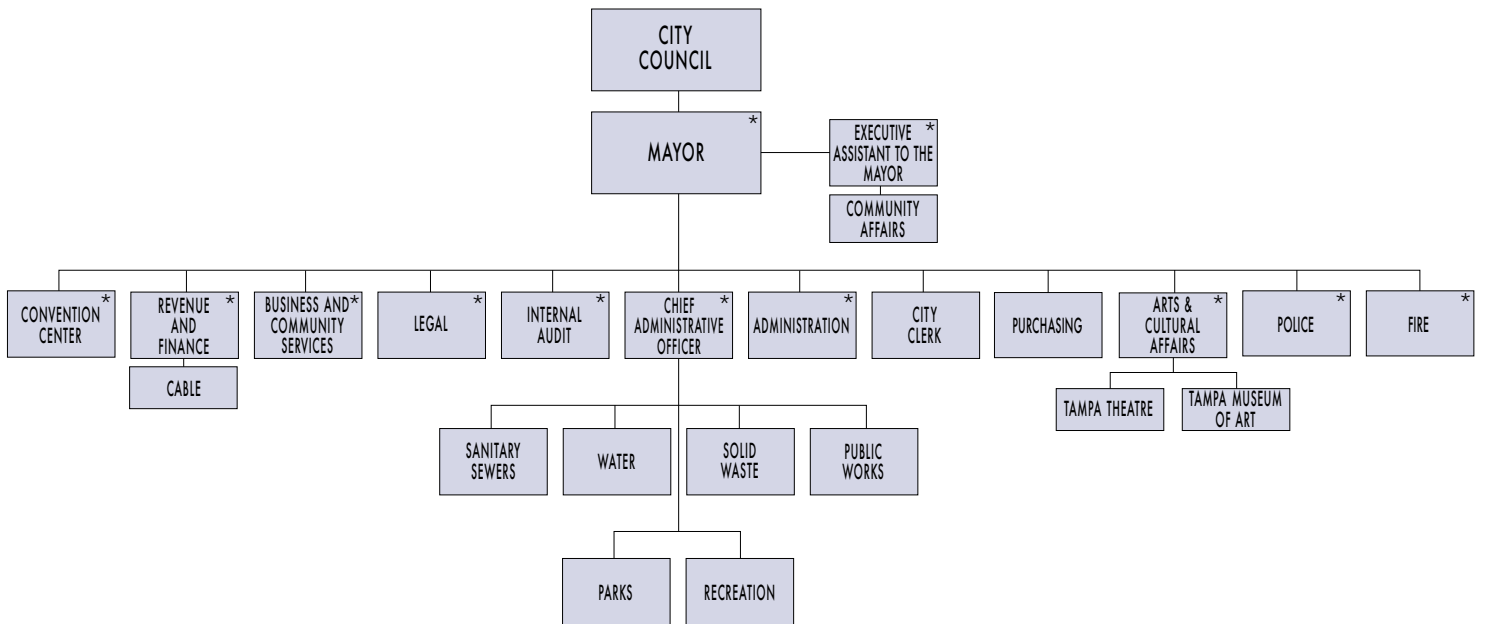 CITY
COUNCIL
MAYOR *
EXECUTIVE *
ASSISTANT TO THE
MAYOR
COMMUNITY
AFFAIRS
CONVENTION *
CENTER
REVENUE *
AND
FINANCE
CABLE
BUSINESS AND *
COMMUNITY
SERVICES
LEGAL *
INTERNAL *
AUDIT
CHIEF *
ADMINISTRATIVE
OFFICER
ADMINISTRATION *
CITY
CLERK
PURCHASING
ARTS & *
CULTURAL
AFFAIRS
POLICE *
FIRE *
TAMPA THEATRE
TAMPA MUSEUM
OF ART
SANITARY
SEWERS
WATER
SOLID
WASTE
PUBLIC
WORKS
PARKS
RECREATION